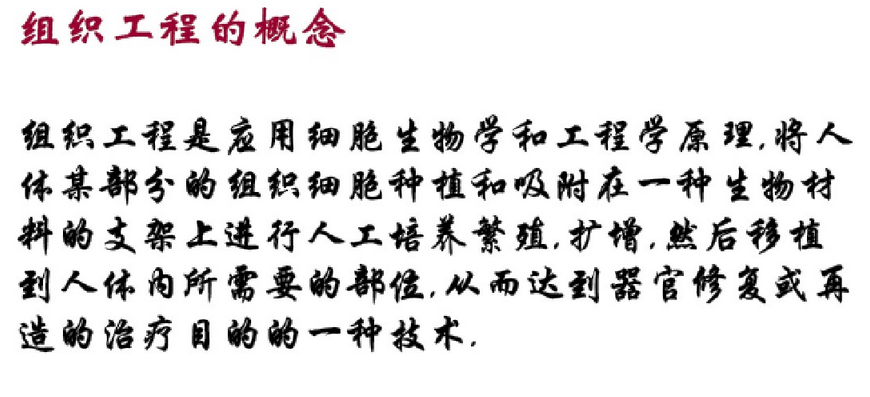 组织工程的概念
组织工程是应用细胞生物学和工程学原理,将人
体某部分的组织细胞种植和吸附在一种生物材
料的支架上进行人工培养繁殖,扩增,然后移植
到人体内所需要的部位,从而达到器官修复或再
造的治疗目的的一种技术.